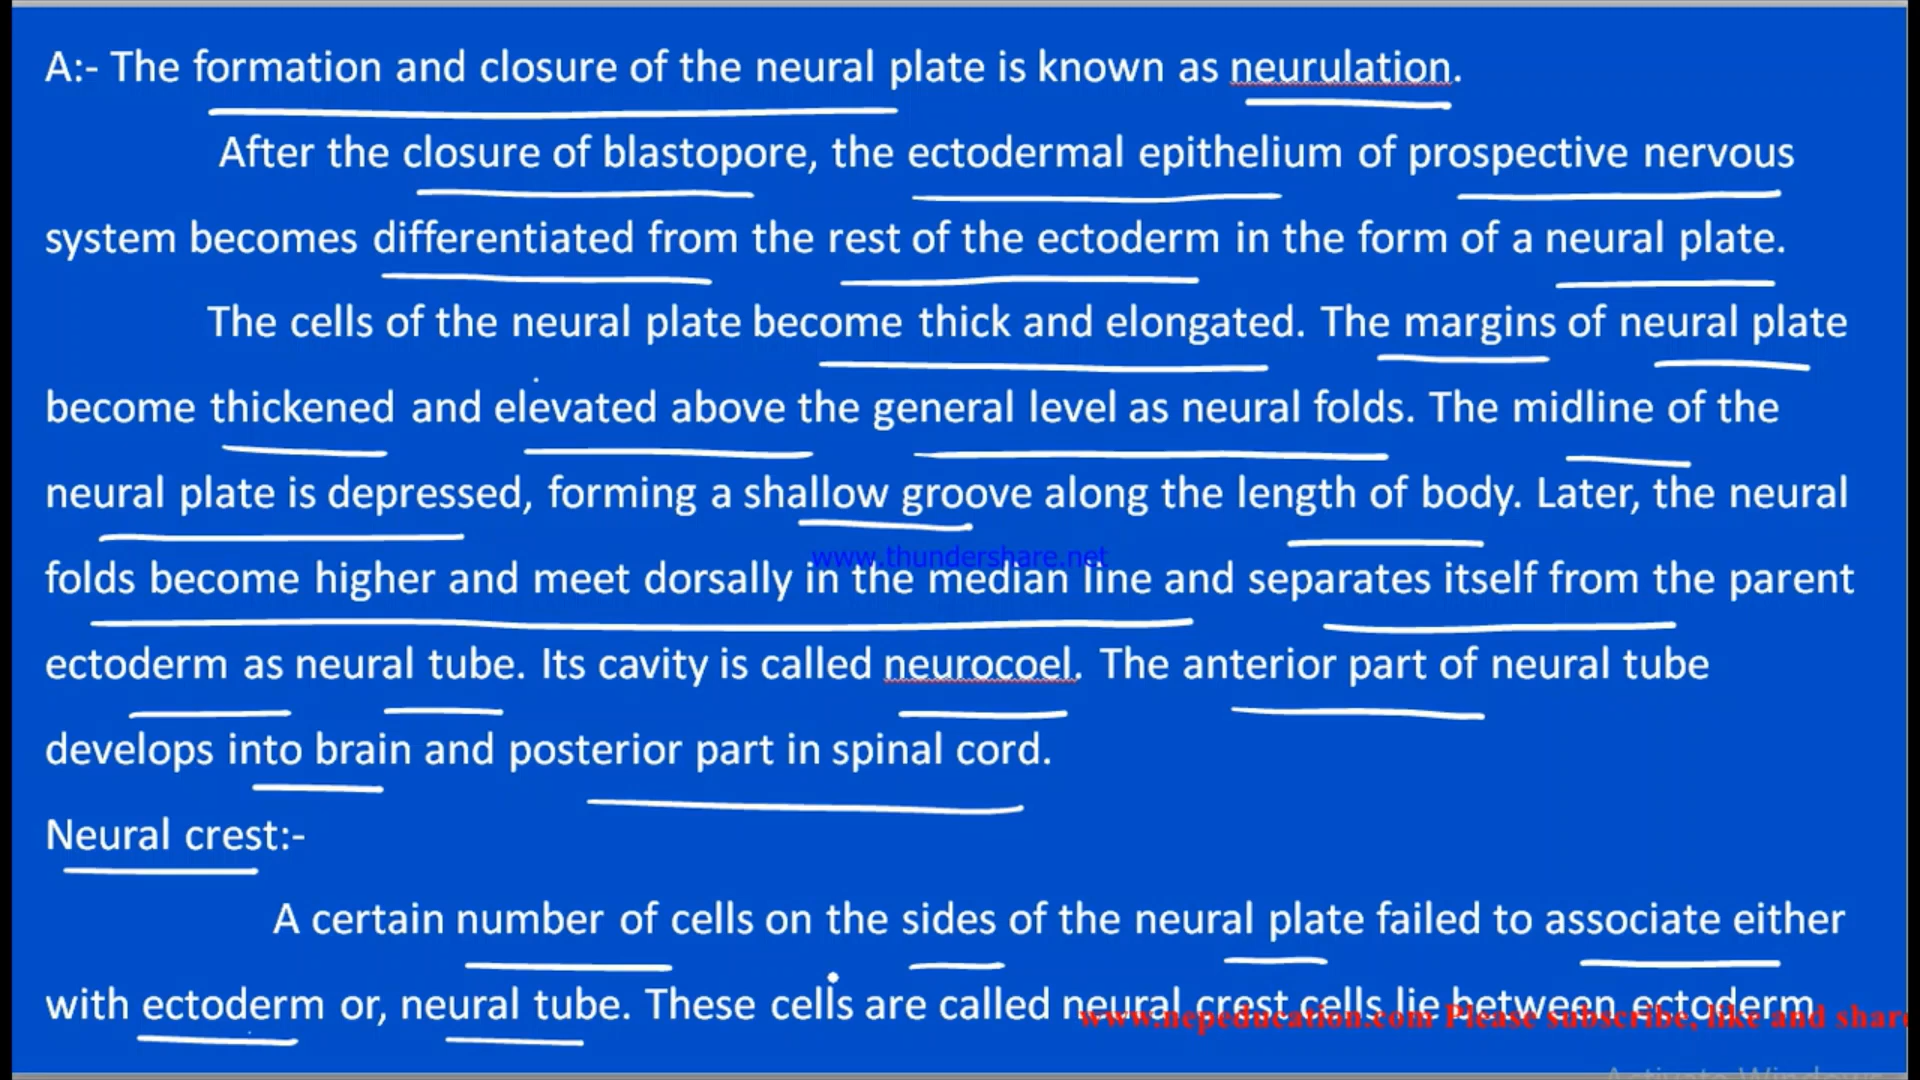 A:- The formation and closure of the neural plate is known as neurulation.
After the closure of blastopore, the ectodermal epithelium of prospective nervous
system becomes differentiated from the rest of the ectoderm in the form of a neural plate.
The cells of the neural plate become thick and elongated. The margins of neural plate
become thickened and elevated above the general level as neural folds. The midline of the
neural plate is depressed, forming a shallow groove along the length of body. Later, the neural
www.thundershare.net
folds become higher and meet dorsally in the median line and separates itself from the parent
ectoderm as neural tube. Its cavity is called neurocoel. The anterior part of neural tube
develops into brain and posterior part in spinal cord.
Neural crest:-
A certain number of cells on the sides of the neural plate failed to associate either
with ectoderm or, neural tube. These cells are called neural crest cells lie between ectoderm
www.nepeducation.com Please subscribe, like and share